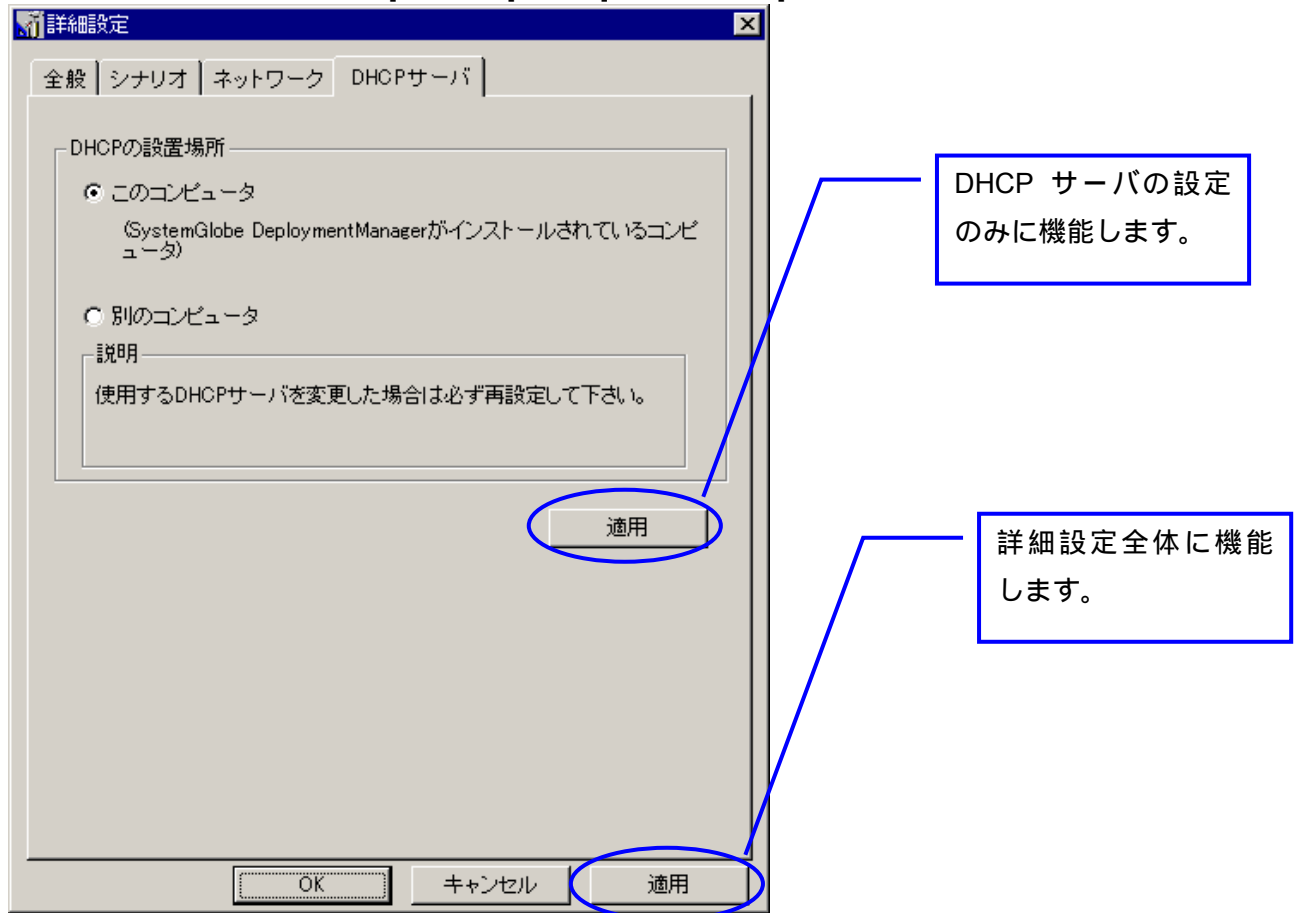 詳細設定
全般 シナリオ ネットワーク DHCPサーバ
DHCPの設置場所
このコンピュータ
(SystemGlobe DeploymentManagerがインストールされているコンピ
ュータ)
別のコンピュータ
説明
使用するDHCPサーバを変更した場合は必ず再設定して下さい。
適用
OK キャンセル 適用
DHCP サーバの設定
のみに機能します。
詳細設定全体に機能
します。